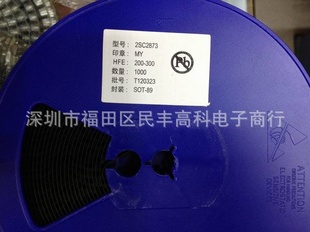 型号: 2SC2873
印章: MY
HFE: 200-300
数量: 1000
批号: T120323
封装: SOT-89
Pb
深圳市福田区民丰高科电子商行
ATTENTION